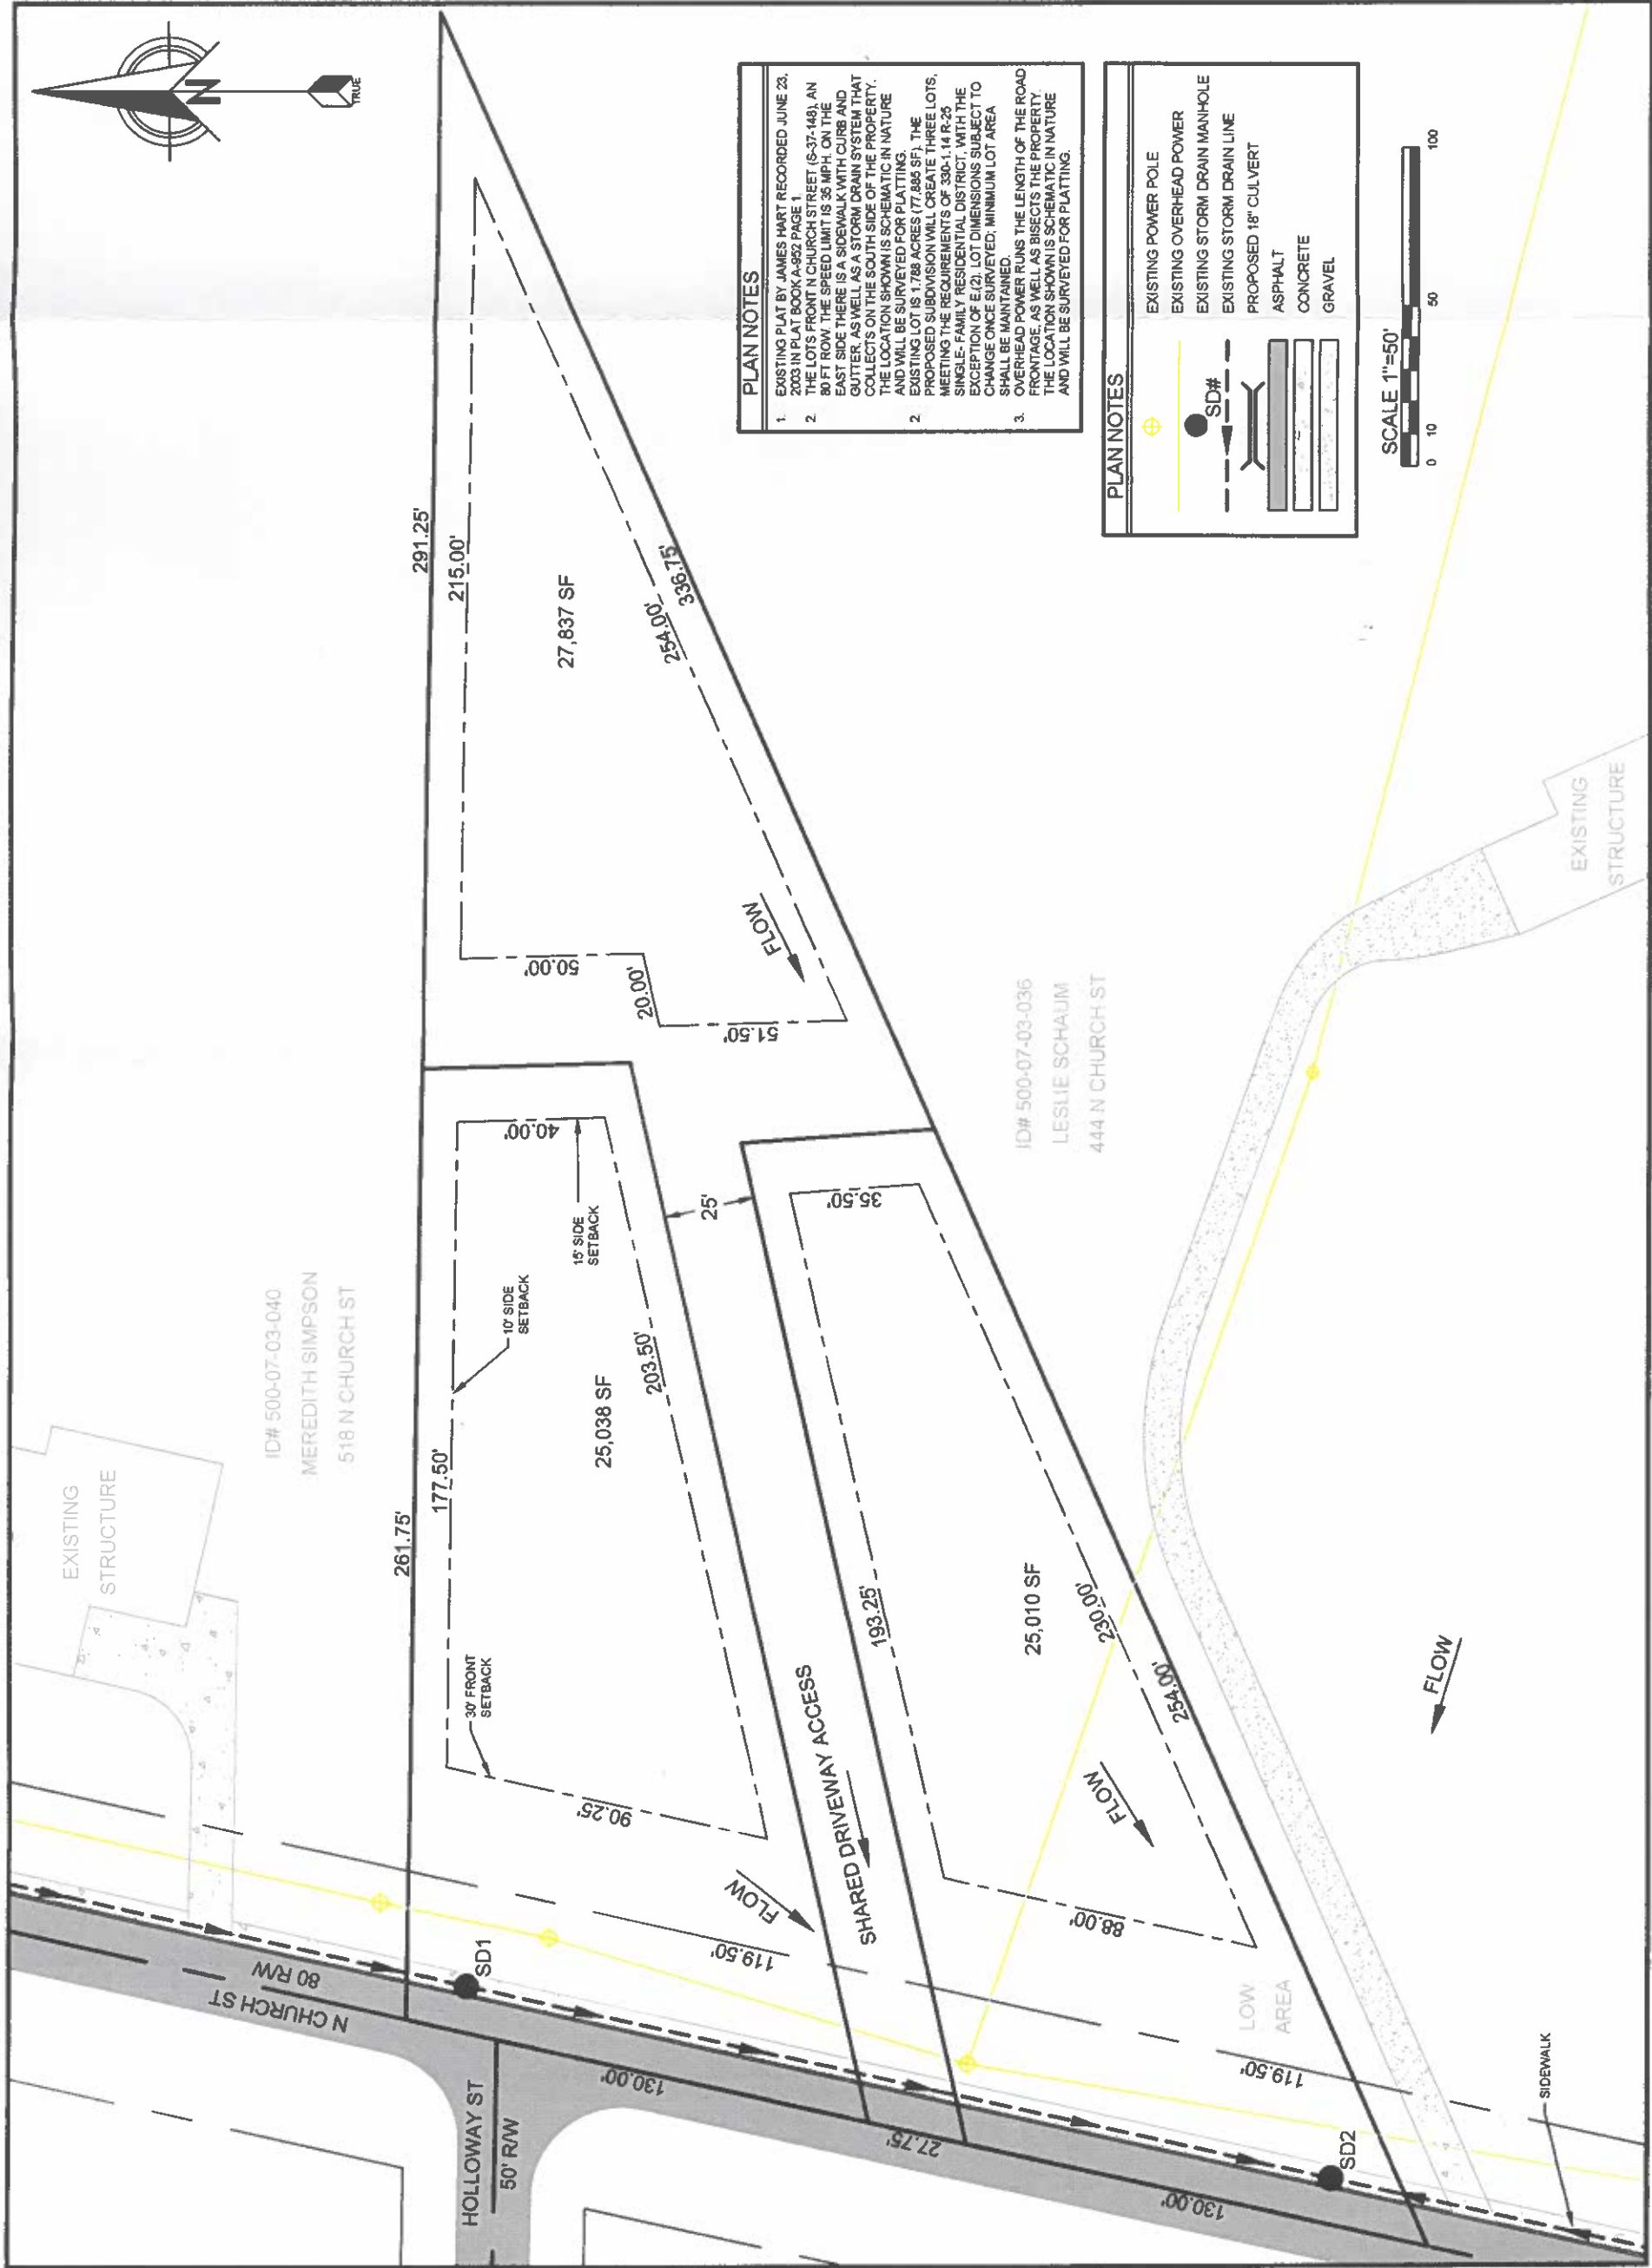 N
TRUE
291.25'
215.00'
27,837 SF
254.00'
336.75'
50.00'
20.00'
51.50'
FLOW
PLAN NOTES
1. EXISTING PLAT BY JAMES HART RECORDED JUNE 23,
2003 IN PLAT BOOK A-952 PAGE 1.
2. THE LOTS FRONT N CHURCH STREET (S-37-148), AN
80 FT ROW. THE SPEED LIMIT IS 35 MPH. ON THE
EAST SIDE THERE IS A SIDEWALK WITH CURB AND
GUTTER, AS WELL AS A STORM DRAIN SYSTEM THAT
COLLECTS ON THE SOUTH SIDE OF THE PROPERTY.
THE LOCATION SHOWN IS SCHEMATIC IN NATURE
AND WILL BE SURVEYED FOR PLATTING.
2. EXISTING LOT IS 1.788 ACRES (77,885 SF). THE
PROPOSED SUBDIVISION WILL CREATE THREE LOTS,
MEETING THE REQUIREMENTS OF 330-1.14 R-25
SINGLE- FAMILY RESIDENTIAL DISTRICT, WITH THE
EXCEPTION OF E.(2). LOT DIMENSIONS SUBJECT TO
CHANGE ONCE SURVEYED; MINIMUM LOT AREA
SHALL BE MAINTAINED.
3. OVERHEAD POWER RUNS THE LENGTH OF THE ROAD
FRONTAGE, AS WELL AS BISECTS THE PROPERTY.
THE LOCATION SHOWN IS SCHEMATIC IN NATURE
AND WILL BE SURVEYED FOR PLATTING.
PLAN NOTES
EXISTING POWER POLE
EXISTING OVERHEAD POWER
SD#
EXISTING STORM DRAIN MANHOLE
EXISTING STORM DRAIN LINE
PROPOSED 18" CULVERT
ASPHALT
CONCRETE
GRAVEL
SCALE 1"=50'
0 10 50 100
EXISTING
STRUCTURE
ID# 500-07-03-040
MEREDITH SIMPSON
518 N CHURCH ST
261.75'
177.50'
10' SIDE
SETBACK
15' SIDE
SETBACK
40.00'
30' FRONT
SETBACK
25,038 SF
203.50'
90.25'
25'
FLOW
119.50'
SHARED DRIVEWAY ACCESS
193.25'
35.50'
25,010 SF
230.00'
254.00'
88.00'
FLOW
ID# 500-07-03-036
LESLIE SCHAUM
444 N CHURCH ST
EXISTING
STRUCTURE
FLOW
LOW
AREA
119.50'
SIDEWALK
N CHURCH ST
80 R/W
SD1
HOLLOWAY ST
50' R/W
130.00'
27.75'
130.00'
SD2